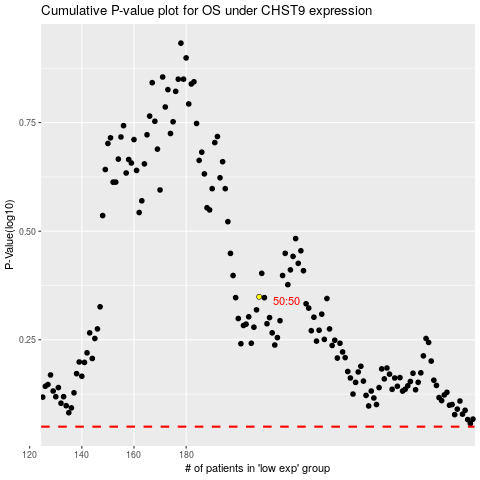 Cumulative P-value plot for OS under CHST9 expression
P-Value(log10)
0.75
0.50
0.25
50:50
120 140 160 180
# of patients in 'low exp' group